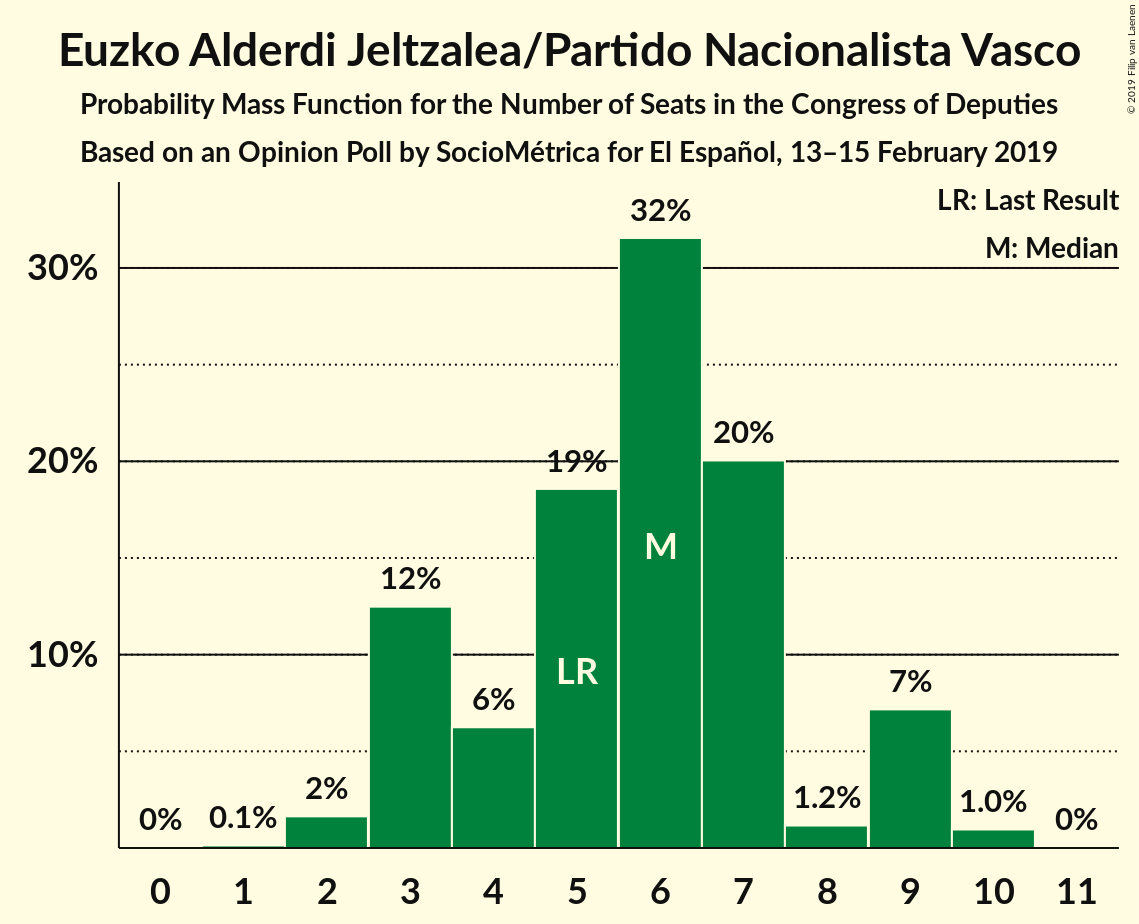 Euzko Alderdi Jeltzalea/Partido Nacionalista Vasco
Probability Mass Function for the Number of Seats in the Congress of Deputies
Based on an Opinion Poll by SocioMétrica for El Español, 13–15 February 2019
© 2019 Filip van Laenen
LR: Last Result
M: Median
30%
20%
10%
0%
0.1%
2%
12%
6%
19%
32%
20%
1.2%
7%
1.0%
0%
LR
M
0 1 2 3 4 5 6 7 8 9 10 11